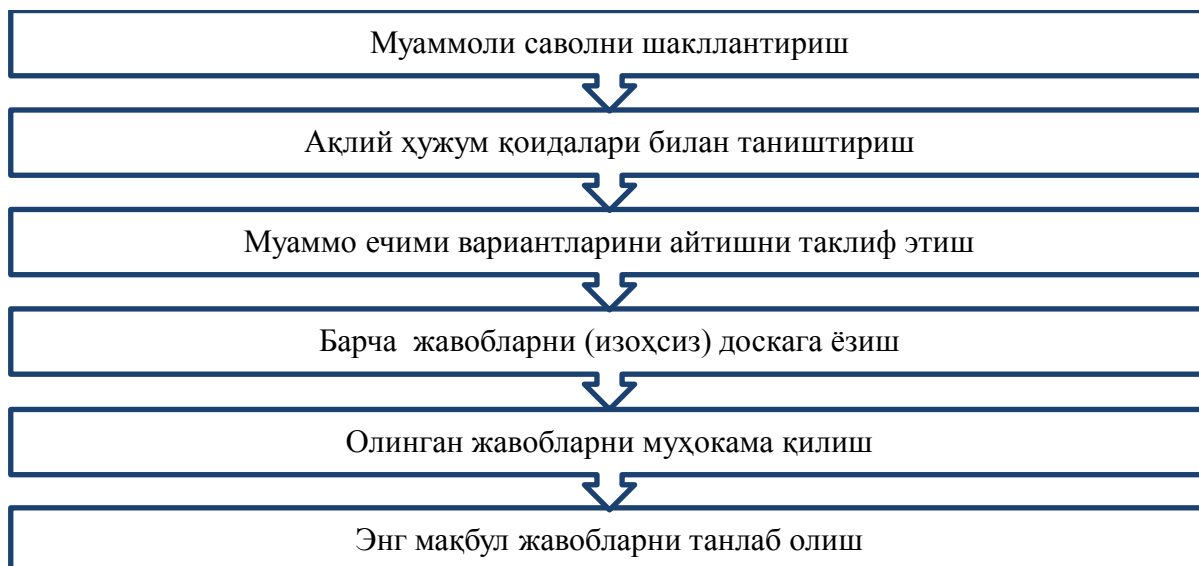 Муаммоли саволни шакллантириш
Ақлий ҳужум қоидалари билан таништириш
Муаммо ечими вариантларини айтишни таклиф этиш
Барча жавобларни (изоҳсиз) доскага ёзиш
Олинган жавобларни муҳокама қилиш
Энг мақбул жавобларни танлаб олиш